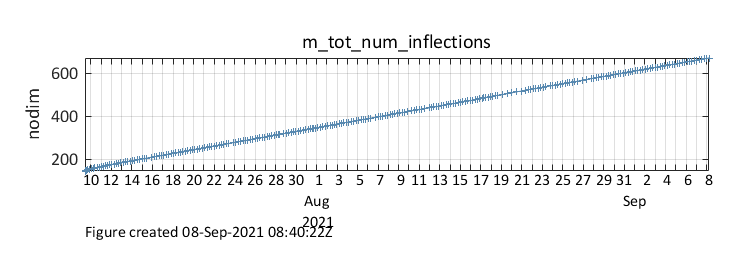 m_tot_num_inflections
nodim
600
400
200
10 12 14 16 18 20 22 24 26 28 30 1 3 5 7 9 11 13 15 17 19 21 23 25 27 29 31 2 4 6 8
Aug Sep
2021
Figure created 08-Sep-2021 08:40:22Z